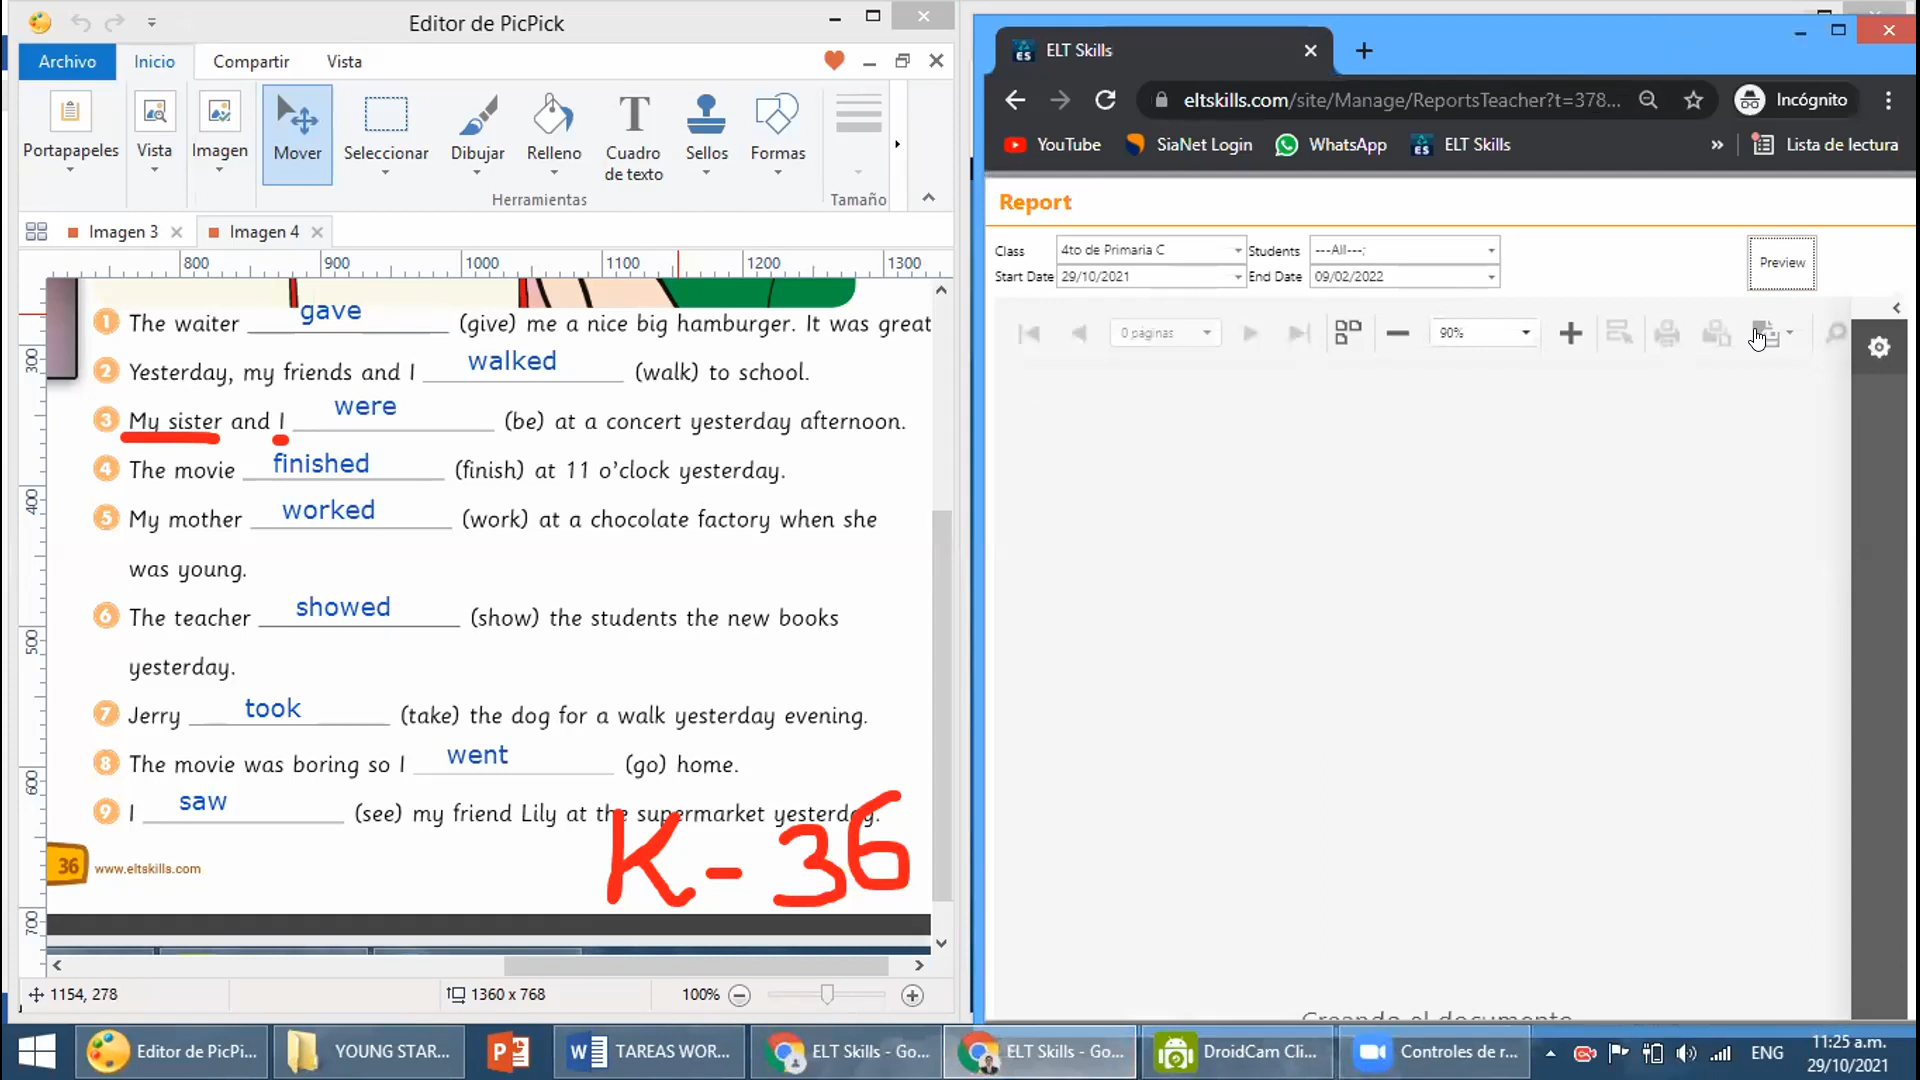 Editor de PicPick
Archivo Inicio Compartir Vista
Portapapeles Vista Imagen Mover Seleccionar Dibujar Relleno Cuadro de texto Sellos Formas
Herramientas Tamaño
Imagen 3 Imagen 4
800 900 1000 1100 1200 1300
300
400
500
600
700
1 The waiter gave (give) me a nice big hamburger. It was great
2 Yesterday, my friends and I walked (walk) to school.
3 My sister and I were (be) at a concert yesterday afternoon.
4 The movie finished (finish) at 11 o'clock yesterday.
5 My mother worked (work) at a chocolate factory when she
was young.
6 The teacher showed (show) the students the new books
yesterday.
7 Jerry took (take) the dog for a walk yesterday evening.
8 The movie was boring so I went (go) home.
9 I saw (see) my friend Lily at the supermarket yesterday.
K-36
36 www.eltskills.com
1154, 278 1360 x 768 100%
ELT Skills
eltskills.com/site/Manage/ReportsTeacher?t=378... Incógnito
YouTube SiaNet Login WhatsApp ELT Skills » Lista de lectura
Report
Class 4to de Primaria C Students ---All---; Preview
Start Date 29/10/2021 End Date 09/02/2022
0 páginas 90%
Creando el documento
Editor de PicPi... YOUNG STAR... TAREAS WOR... ELT Skills - Go... ELT Skills - Go... DroidCam Cli... Controles de r... ENG 11:25 a.m.
29/10/2021